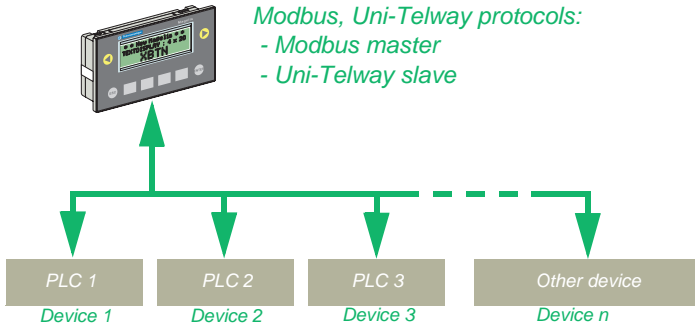 Modbus, Uni-Telway protocols:
- Modbus master
- Uni-Telway slave
XBTN
PLC 1
PLC 2
PLC 3
Other device
Device 1
Device 2
Device 3
Device n